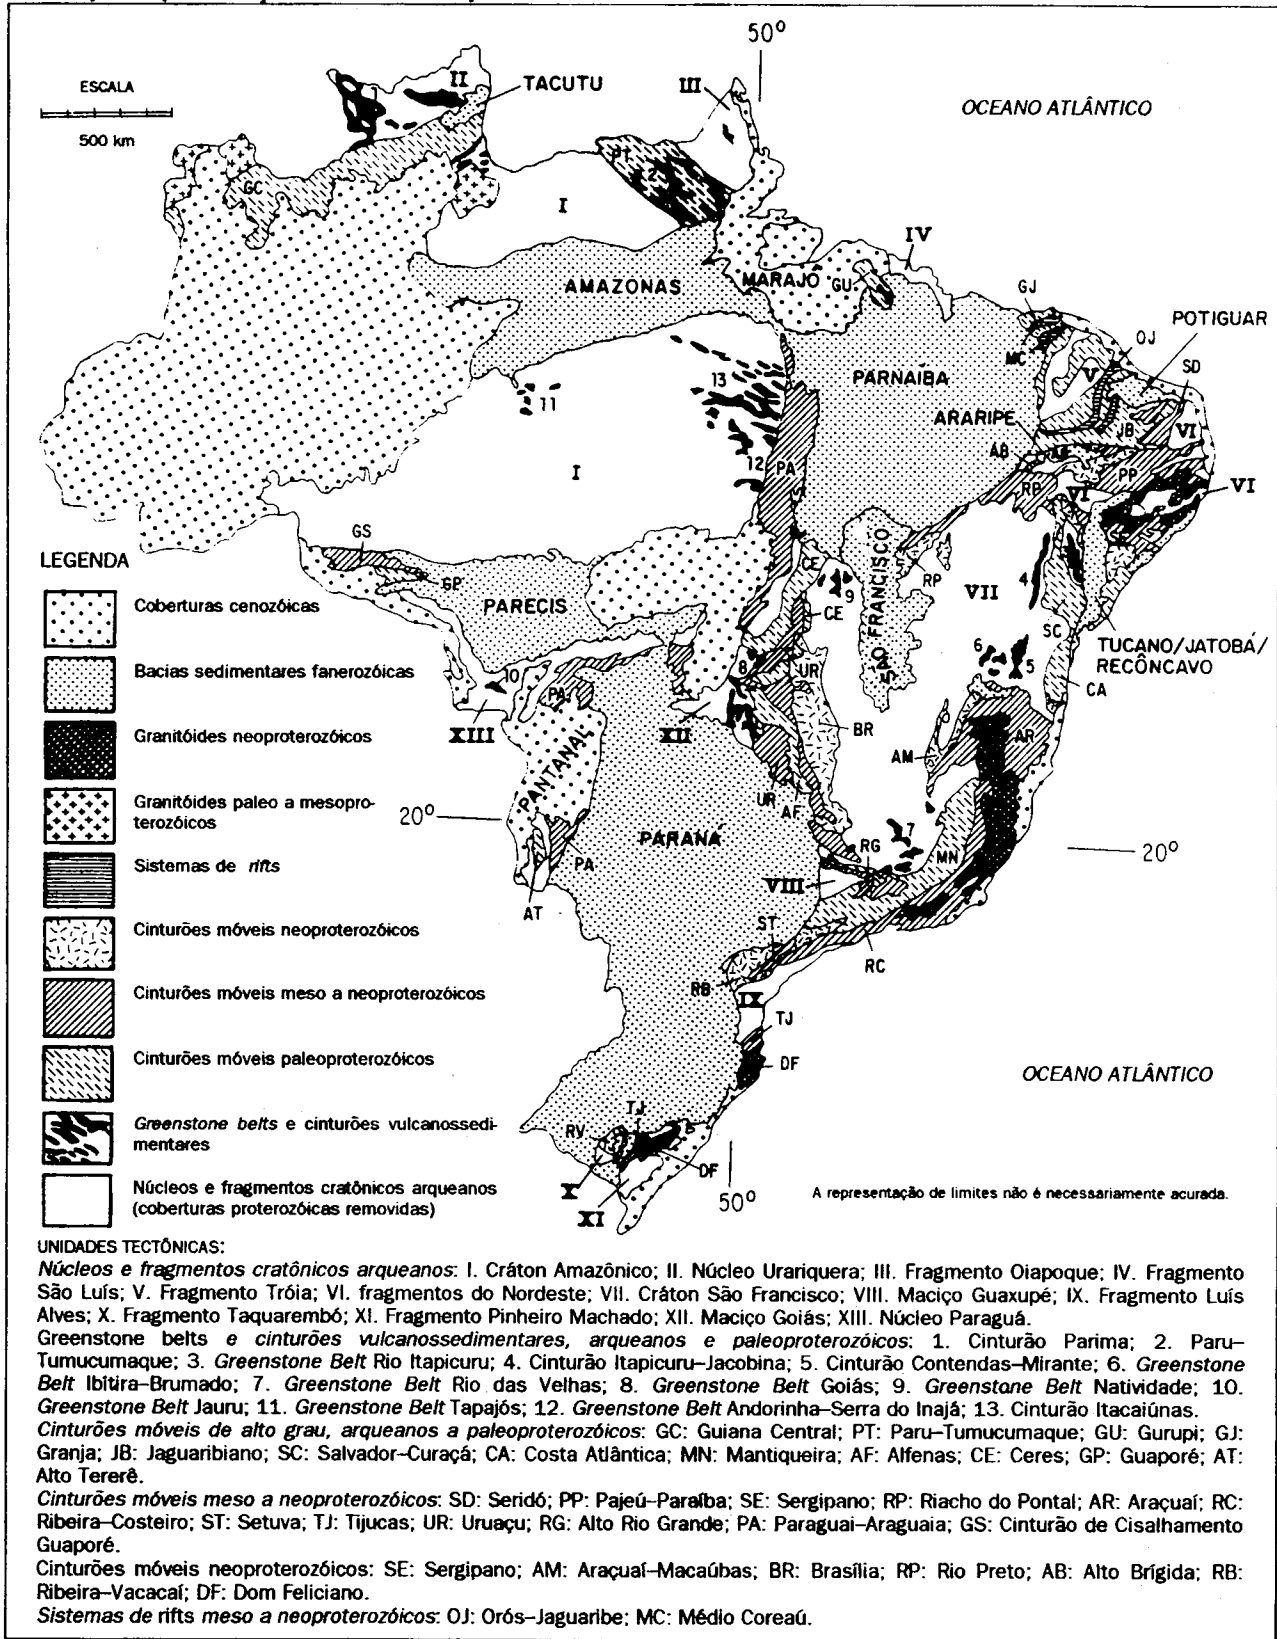 50º
ESCALA
500 km
II
TACUTU
III
OCEANO ATLÂNTICO
1
PT
2
GC
I
IV
AMAZONAS
MARAJÓ
GU
GJ
POTIGUAR
MC
OJ
V
SD
PARNAÍBA
13
11
ARARIPE
JB
VI
AB
12
I
PA
PP
RP
VI
VI
GS
LEGENDA
GP
CE
SÃO FRANCISCO
SE
RP
4
9
VII
PARECIS
CE
SC
TUCANO/JATOBÁ/
RECÔNCAVO
6
5
CA
8
UR
10
PA
XIII
XII
BR
AR
AM
PANTANAL
UR
AF
20º
PARANÁ
7
20º
RG
MN
PA
VIII
AT
ST
RC
RB
IX
TJ
DF
OCEANO ATLÂNTICO
TJ
RV
DF
X
50º
XI
Coberturas cenozóicas
Bacias sedimentares fanerozóicas
Granitóides neoproterozóicos
Granitóides paleo a mesopro-
terozóicos
Sistemas de rifts
Cinturões móveis neoproterozóicos
Cinturões móveis meso a neoproterozóicos
Cinturões móveis paleoproterozóicos
Greenstone belts e cinturões vulcanossedi-
mentares
Núcleos e fragmentos cratônicos arqueanos
(coberturas proterozóicas removidas)
A representação de limites não é necessariamente acurada.
UNIDADES TECTÔNICAS:
Núcleos e fragmentos cratônicos arqueanos: I. Cráton Amazônico; II. Núcleo Urariquera; III. Fragmento Oiapoque; IV. Fragmento
São Luís; V. Fragmento Tróia; VI. fragmentos do Nordeste; VII. Cráton São Francisco; VIII. Maciço Guaxupé; IX. Fragmento Luís
Alves; X. Fragmento Taquarembó; XI. Fragmento Pinheiro Machado; XII. Maciço Goiás; XIII. Núcleo Paraguá.
Greenstone belts e cinturões vulcanossedimentares, arqueanos e paleoproterozóicos: 1. Cinturão Parima; 2. Paru-
Tumucumaque; 3. Greenstone Belt Rio Itapicuru; 4. Cinturão Itapicuru-Jacobina; 5. Cinturão Contendas-Mirante; 6. Greenstone
Belt Ibitira-Brumado; 7. Greenstone Belt Rio das Velhas; 8. Greenstone Belt Goiás; 9. Greenstone Belt Natividade; 10.
Greenstone Belt Jauru; 11. Greenstone Belt Tapajós; 12. Greenstone Belt Andorinha-Serra do Inajá; 13. Cinturão Itacaiúnas.
Cinturões móveis de alto grau, arqueanos a paleoproterozóicos: GC: Guiana Central; PT: Paru-Tumucumaque; GU: Gurupi; GJ:
Granja; JB: Jaguaribiano; SC: Salvador-Curaçá; CA: Costa Atlântica; MN: Mantiqueira; AF: Alfenas; CE: Ceres; GP: Guaporé; AT:
Alto Tererê.
Cinturões móveis meso a neoproterozóicos: SD: Seridó; PP: Pajeú-Paraíba; SE: Sergipano; RP: Riacho do Pontal; AR: Araçuaí; RC:
Ribeira-Costeiro; ST: Setuva; TJ: Tijucas; UR: Uruaçu; RG: Alto Rio Grande; PA: Paraguai-Araguaia; GS: Cinturão de Cisalhamento
Guaporé.
Cinturões móveis neoproterozóicos: SE: Sergipano; AM: Araçuaí-Macaúbas; BR: Brasília; RP: Rio Preto; AB: Alto Brígida; RB:
Ribeira-Vacacaí; DF: Dom Feliciano.
Sistemas de rifts meso a neoproterozóicos: OJ: Orós-Jaguaribe; MC: Médio Coreaú.